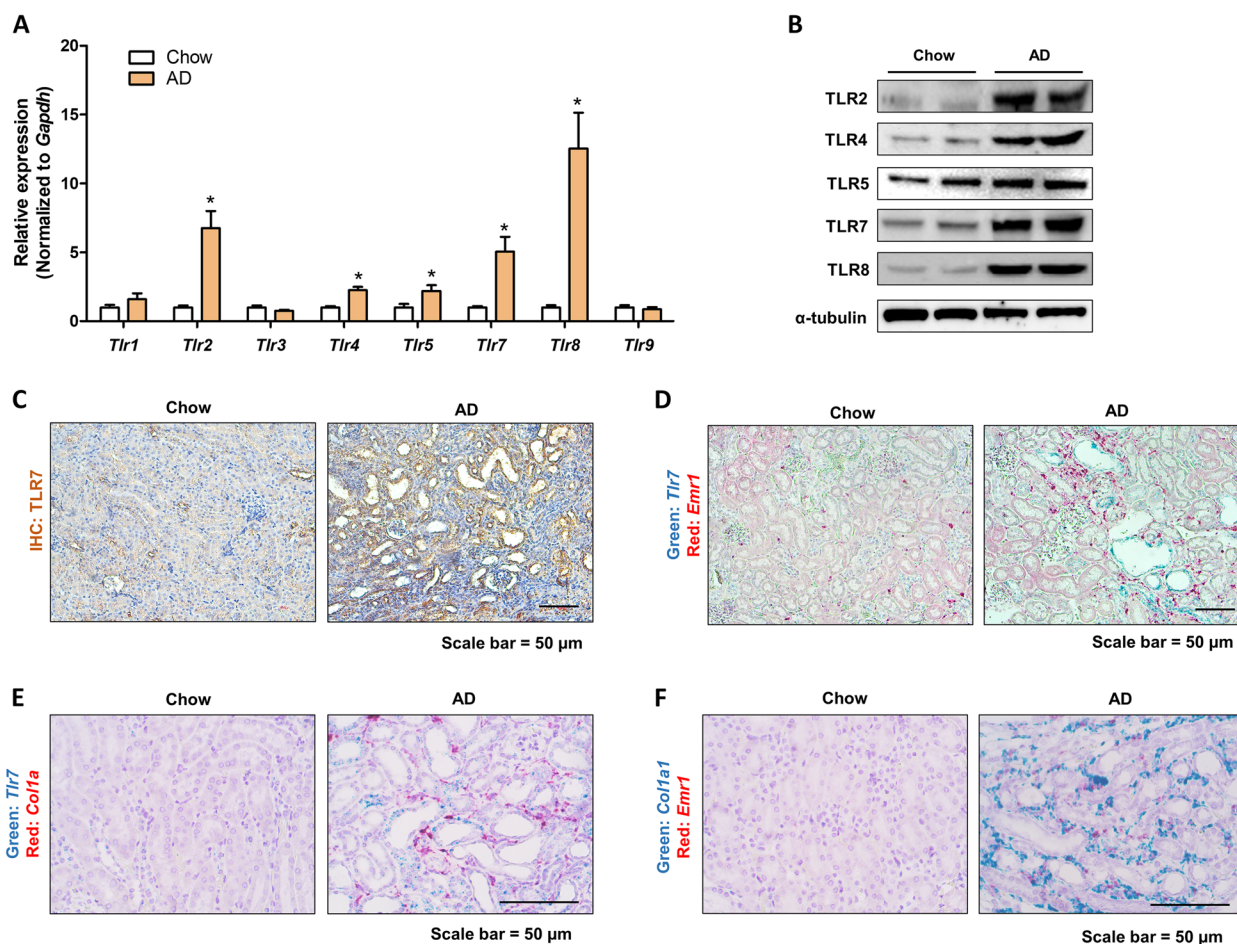 A
20
15
10
5
0
Relative expression
(Normalized to Gapdh)
Chow
AD
*
*
*
*
*
Tlr1 Tlr2 Tlr3 Tlr4 Tlr5 Tlr7 Tlr8 Tlr9
B
Chow AD
TLR2
TLR4
TLR5
TLR7
TLR8
α-tubulin
C
Chow AD
IHC: TLR7
Scale bar = 50 µm
D
Chow AD
Green: Tlr7
Red: Emr1
Scale bar = 50 µm
E
Chow AD
Green: Tlr7
Red: Col1a
Scale bar = 50 µm
F
Chow AD
Green: Col1a1
Red: Emr1
Scale bar = 50 µm